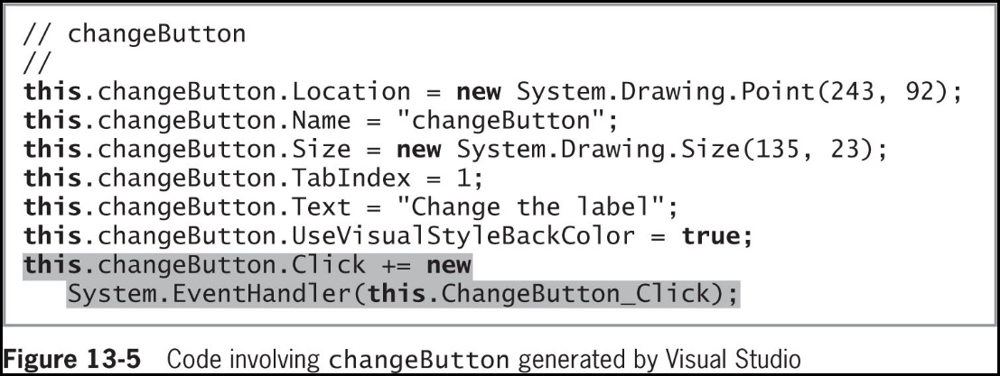 // changeButton
//
this.changeButton.Location = new System.Drawing.Point(243, 92);
this.changeButton.Name = "changeButton";
this.changeButton.Size = new System.Drawing.Size(135, 23);
this.changeButton.TabIndex = 1;
this.changeButton.Text = "Change the label";
this.changeButton.UseVisualStyleBackColor = true;
this.changeButton.Click += new
System.EventHandler(this.ChangeButton_Click);
Figure 13-5 Code involving changeButton generated by Visual Studio